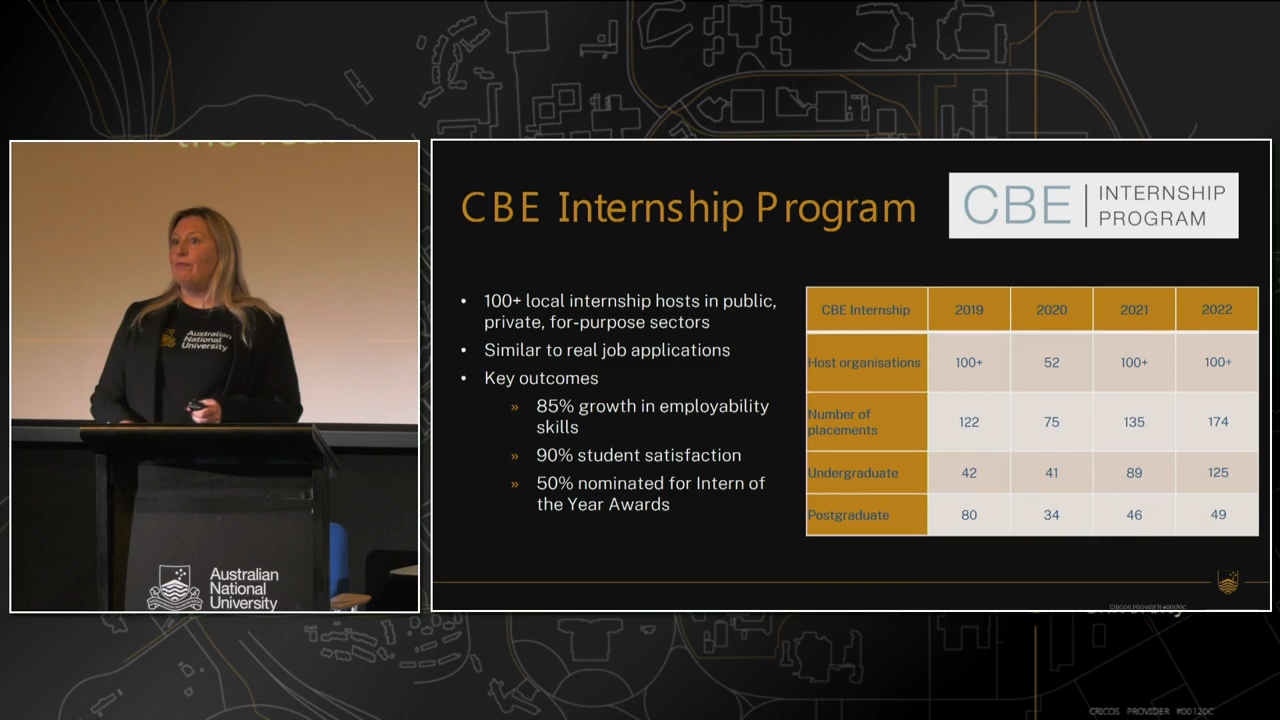 Australian
National
University
Australian
National
University
CBE Internship Program
CBE
INTERNSHIP
PROGRAM
• 100+ local internship hosts in public,
private, for-purpose sectors
• Similar to real job applications
• Key outcomes
» 85% growth in employability
skills
» 90% student satisfaction
» 50% nominated for Intern of
the Year Awards
CBE Internship 2019 2020 2021 2022
Host organisations 100+ 52 100+ 100+
Number of
placements 122 75 135 174
Undergraduate 42 41 89 125
Postgraduate 80 34 46 49
CRICOS PROVIDER #00120C
CRICOS PROVIDER #00120C